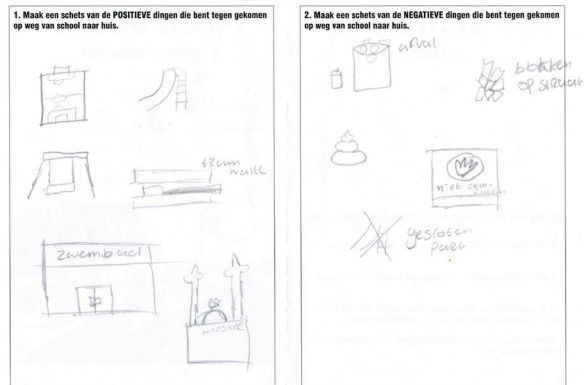 1. Maak een schets van de POSITIEVE dingen die bent tegen gekomen
op weg van school naar huis.
tram
Zwembad
moskee
2. Maak een schets van de NEGATIEVE dingen die bent tegen gekomen
op weg van school naar huis.
afval
blokken
op straat
niet
gesloten
park